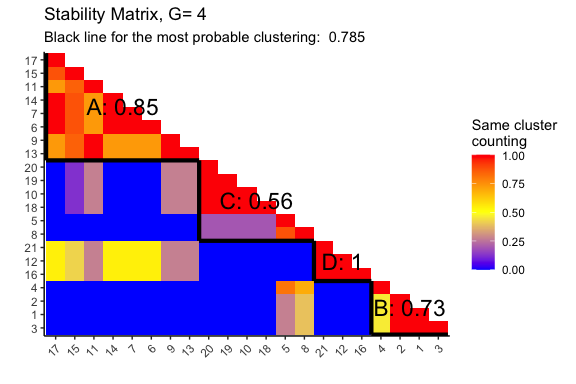 Stability Matrix, G= 4
Black line for the most probable clustering:  0.785
17
15
11
14
7
6
9
13
20
19
10
18
5
8
21
12
16
4
2
1
3
A: 0.85
C: 0.56
D: 1
B: 0.73
17 15 11 14 7 6 9 13 20 19 10 18 5 8 21 12 16 4 2 1 3
Same cluster
counting
1.00
0.75
0.50
0.25
0.00